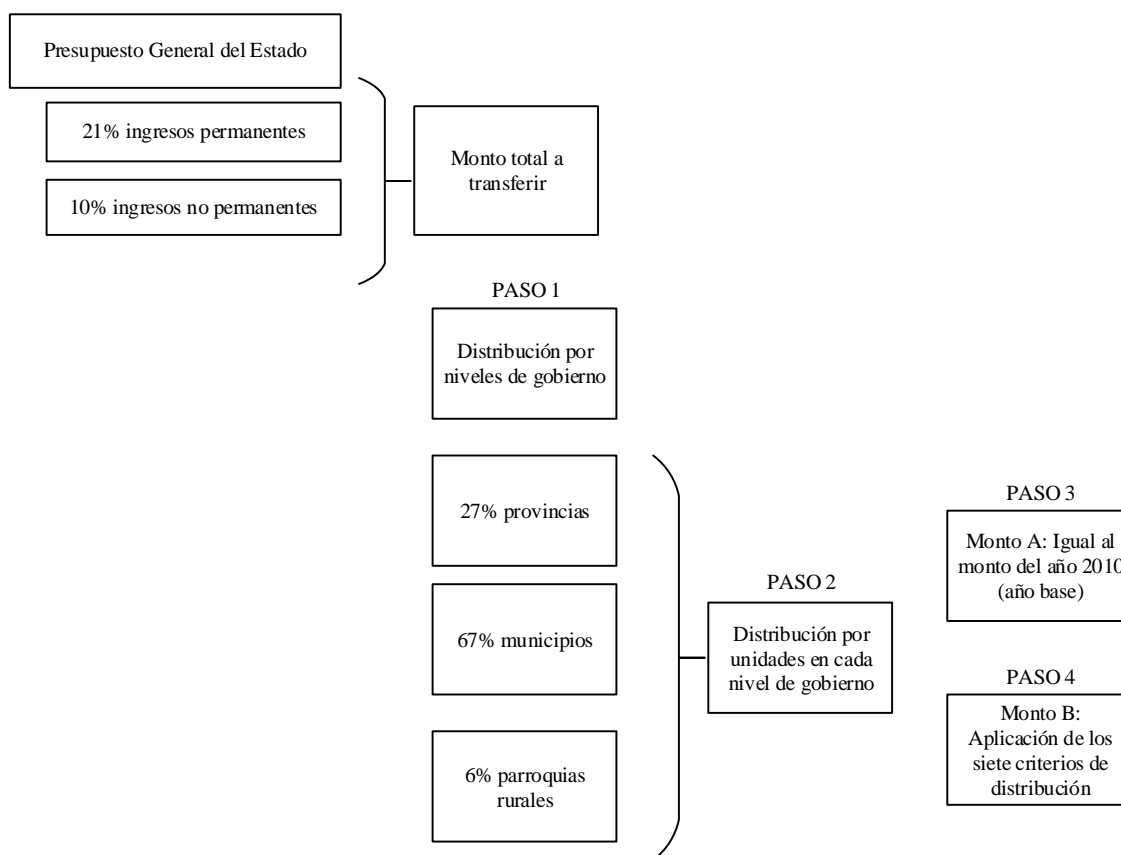 Presupuesto General del Estado
21% ingresos permanentes
10% ingresos no permanentes
Monto total a
transferir
PASO 1
Distribución por
niveles de gobierno
27% provincias
67% municipios
6% parroquias
rurales
PASO 2
Distribución por
unidades en cada
nivel de gobierno
PASO 3
Monto A: Igual al
monto del año 2010
(año base)
PASO 4
Monto B:
Aplicación de los
siete criterios de
distribución